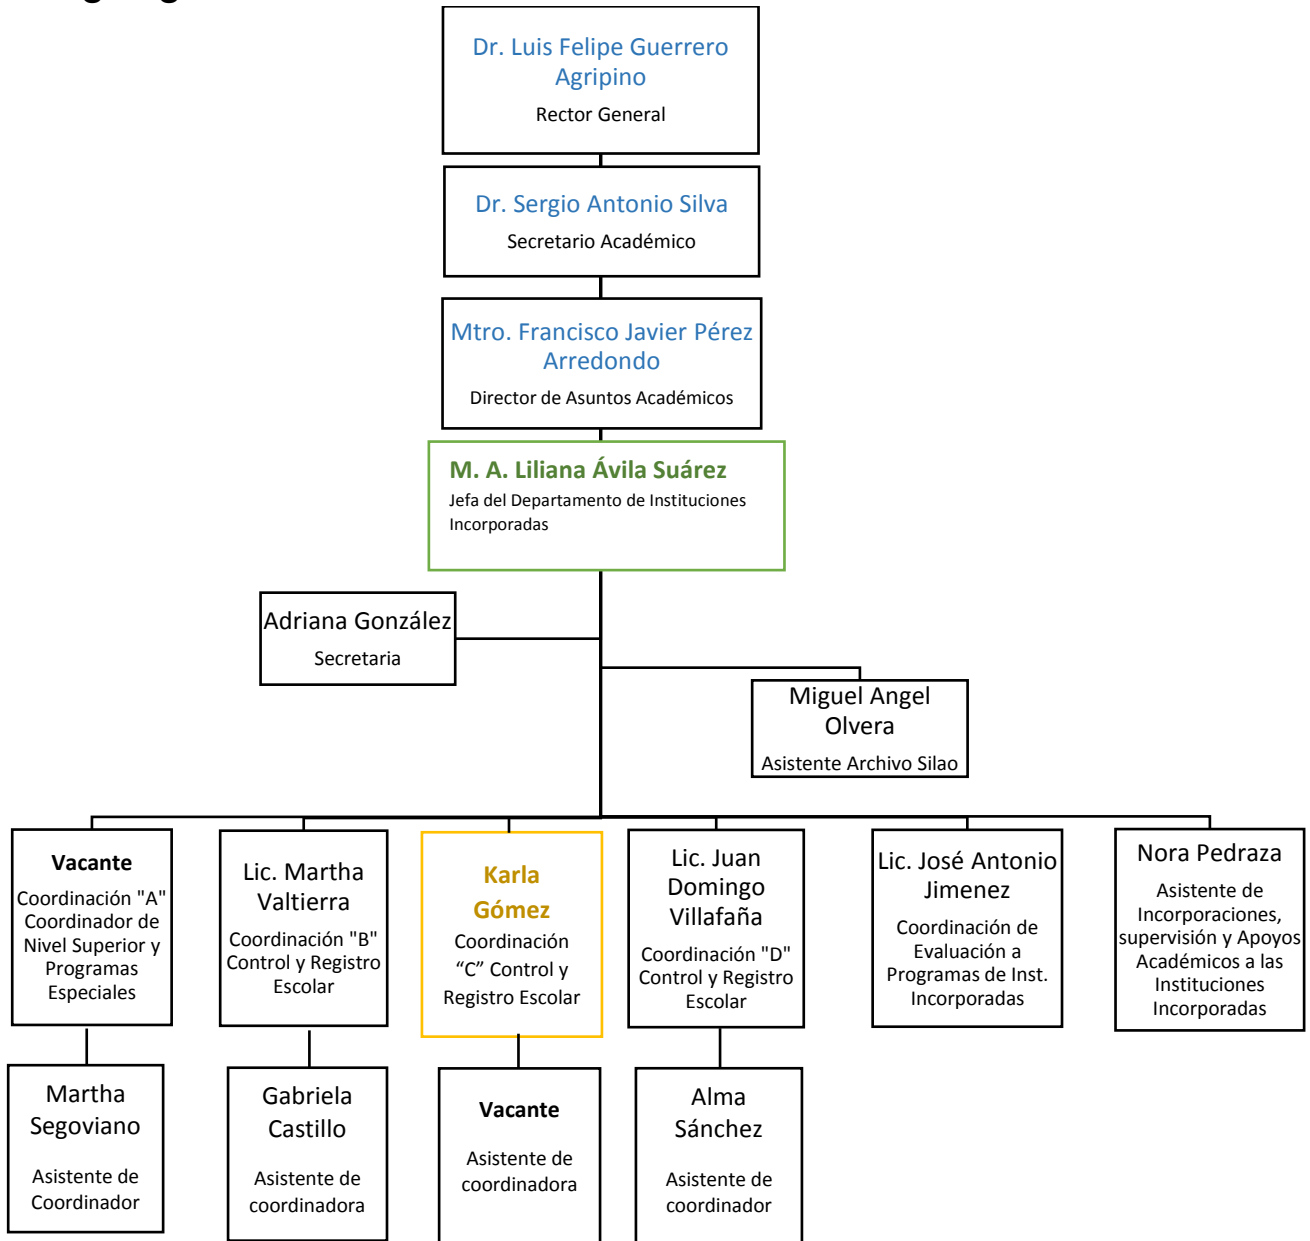 Dr. Luis Felipe Guerrero
Agripino
Rector General
Dr. Sergio Antonio Silva
Secretario Académico
Mtro. Francisco Javier Pérez
Arredondo
Director de Asuntos Académicos
M. A. Liliana Ávila Suárez
Jefa del Departamento de Instituciones
Incorporadas
Adriana González
Secretaria
Miguel Angel
Olvera
Asistente Archivo Silao
Vacante
Coordinación "A"
Coordinador de
Nivel Superior y
Programas
Especiales
Lic. Martha
Valtierra
Coordinación "B"
Control y Registro
Escolar
Karla
Gómez
Coordinación
“C” Control y
Registro Escolar
Lic. Juan
Domingo
Villafaña
Coordinación "D"
Control y Registro
Escolar
Lic. José Antonio
Jimenez
Coordinación de
Evaluación a
Programas de Inst.
Incorporadas
Nora Pedraza
Asistente de
Incorporaciones,
supervisión y Apoyos
Académicos a las
Instituciones
Incorporadas
Martha
Segoviano
Asistente de
Coordinador
Gabriela
Castillo
Asistente de
coordinadora
Vacante
Asistente de
coordinadora
Alma
Sánchez
Asistente de
coordinador